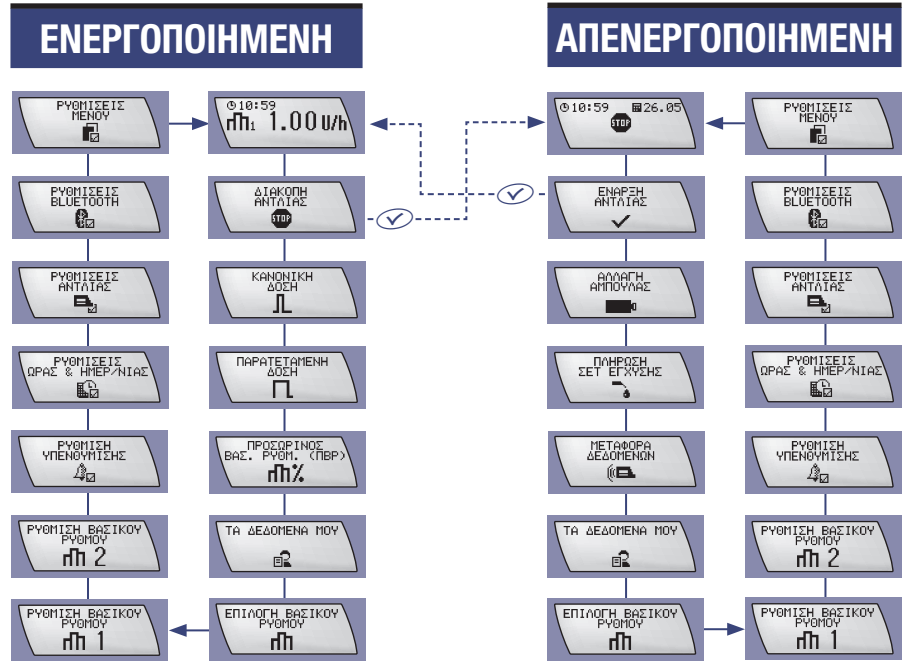 ΕΝΕΡΓΟΠΟΙΗΜΕΝΗ
ΡΥΘΜΙΣΕΙΣ
ΜΕΝΟΥ
ΡΥΘΜΙΣΕΙΣ
BLUETOOTH
ΡΥΘΜΙΣΕΙΣ
ΑΝΤΛΙΑΣ
ΡΥΘΜΙΣΕΙΣ
ΩΡΑΣ & ΗΜΕΡ/ΝΙΑΣ
ΡΥΘΜΙΣΗ
ΥΠΕΝΘΥΜΙΣΗΣ
ΡΥΘΜΙΣΗ ΒΑΣΙΚΟΥ
ΡΥΘΜΟΥ
2
ΡΥΘΜΙΣΗ ΒΑΣΙΚΟΥ
ΡΥΘΜΟΥ
1
10:59
1 1.00 U/h
ΔΙΑΚΟΠΗ
ΑΝΤΛΙΑΣ
STOP
ΚΑΝΟΝΙΚΗ
ΔΟΣΗ
ΠΑΡΑΤΕΤΑΜΕΝΗ
ΔΟΣΗ
ΠΡΟΣΩΡΙΝΟΣ
ΒΑΣ. ΡΥΘΜ. (ΠΒΡ)
%
ΤΑ ΔΕΔΟΜΕΝΑ ΜΟΥ
ΕΠΙΛΟΓΗ ΒΑΣΙΚΟΥ
ΡΥΘΜΟΥ
ΑΠΕΝΕΡΓΟΠΟΙΗΜΕΝΗ
10:59 26.05
STOP
ΕΝΑΡΞΗ
ΑΝΤΛΙΑΣ
ΑΛΛΑΓΗ
ΑΜΠΟΥΛΑΣ
ΠΛΗΡΩΣΗ
ΣΕΤ ΕΓΧΥΣΗΣ
ΜΕΤΑΦΟΡΑ
ΔΕΔΟΜΕΝΩΝ
ΤΑ ΔΕΔΟΜΕΝΑ ΜΟΥ
ΕΠΙΛΟΓΗ ΒΑΣΙΚΟΥ
ΡΥΘΜΟΥ
ΡΥΘΜΙΣΕΙΣ
ΜΕΝΟΥ
ΡΥΘΜΙΣΕΙΣ
BLUETOOTH
ΡΥΘΜΙΣΕΙΣ
ΑΝΤΛΙΑΣ
ΡΥΘΜΙΣΕΙΣ
ΩΡΑΣ & ΗΜΕΡ/ΝΙΑΣ
ΡΥΘΜΙΣΗ
ΥΠΕΝΘΥΜΙΣΗΣ
ΡΥΘΜΙΣΗ ΒΑΣΙΚΟΥ
ΡΥΘΜΟΥ
2
ΡΥΘΜΙΣΗ ΒΑΣΙΚΟΥ
ΡΥΘΜΟΥ
1